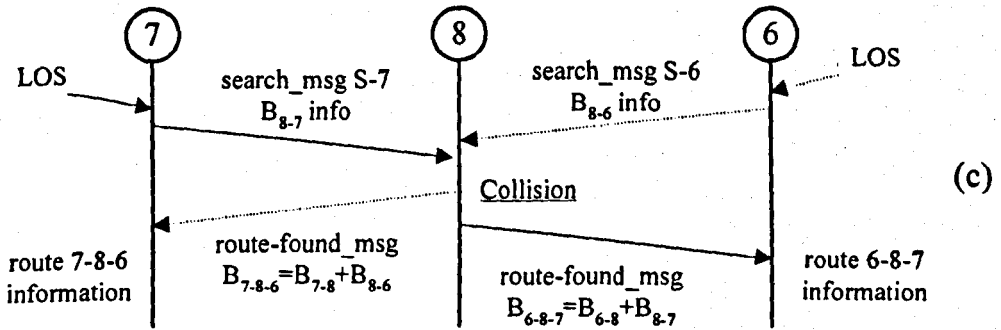 7
8
6
LOS
LOS
search_msg S-7
B8-7 info
search_msg S-6
B8-6 info
Collision
(c)
route-found_msg
B7-8-6=B7-8+B8-6
route 7-8-6
information
route-found_msg
B6-8-7=B6-8+B8-7
route 6-8-7
information